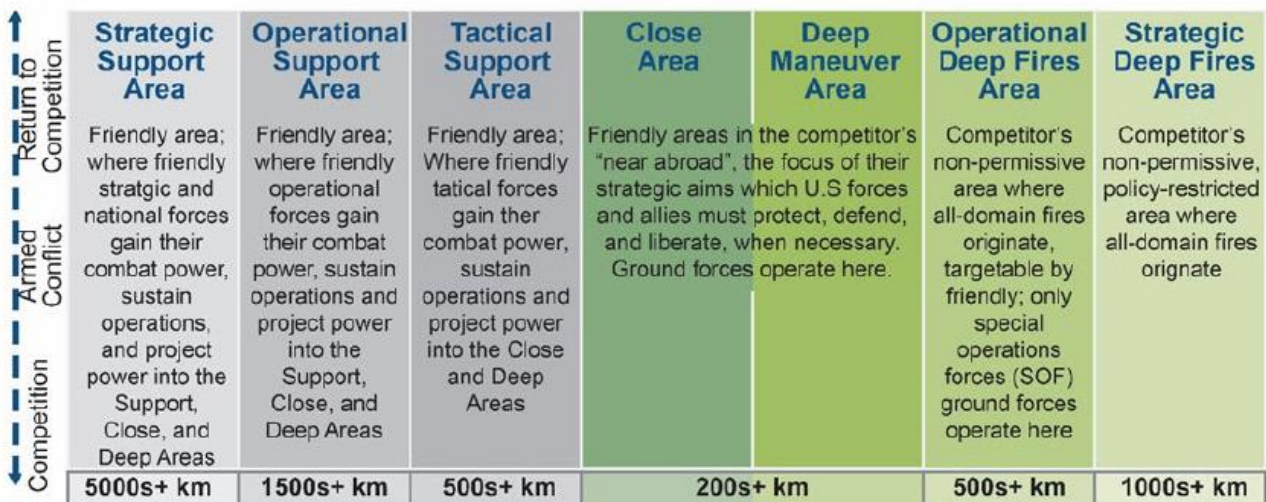 Strategic
Support
Area
Friendly area;
where friendly
stratgic and
national forces
gain their
combat power,
sustain
operations,
and project
power into the
Support,
Close, and
Deep Areas
5000s+ km
Operational
Support
Area
Friendly area;
where friendly
operational
forces gain
their combat
power, sustain
operations and
project power
into the
Support,
Close, and
Deep Areas
1500s+ km
Tactical
Support
Area
Friendly area;
Where friendly
tatical forces
gain ther
combat power,
sustain
operations and
project power
into the Close
and Deep
Areas
500s+ km
Close
Area
Deep
Maneuver
Area
Friendly areas in the competitor's
"near abroad", the focus of their
strategic aims which U.S forces
and allies must protect, defend,
and liberate, when necessary.
Ground forces operate here.
200s+ km
Operational
Deep Fires
Area
Competitor's
non-permissive
area where
all-domain fires
originate,
targetable by
friendly; only
special
operations
forces (SOF)
ground forces
operate here
500s+ km
Strategic
Deep Fires
Area
Competitor's
non-permissive,
policy-restricted
area where
all-domain fires
orignate
1000s+ km
Return to
Competition
Armed
Conflict
Competition